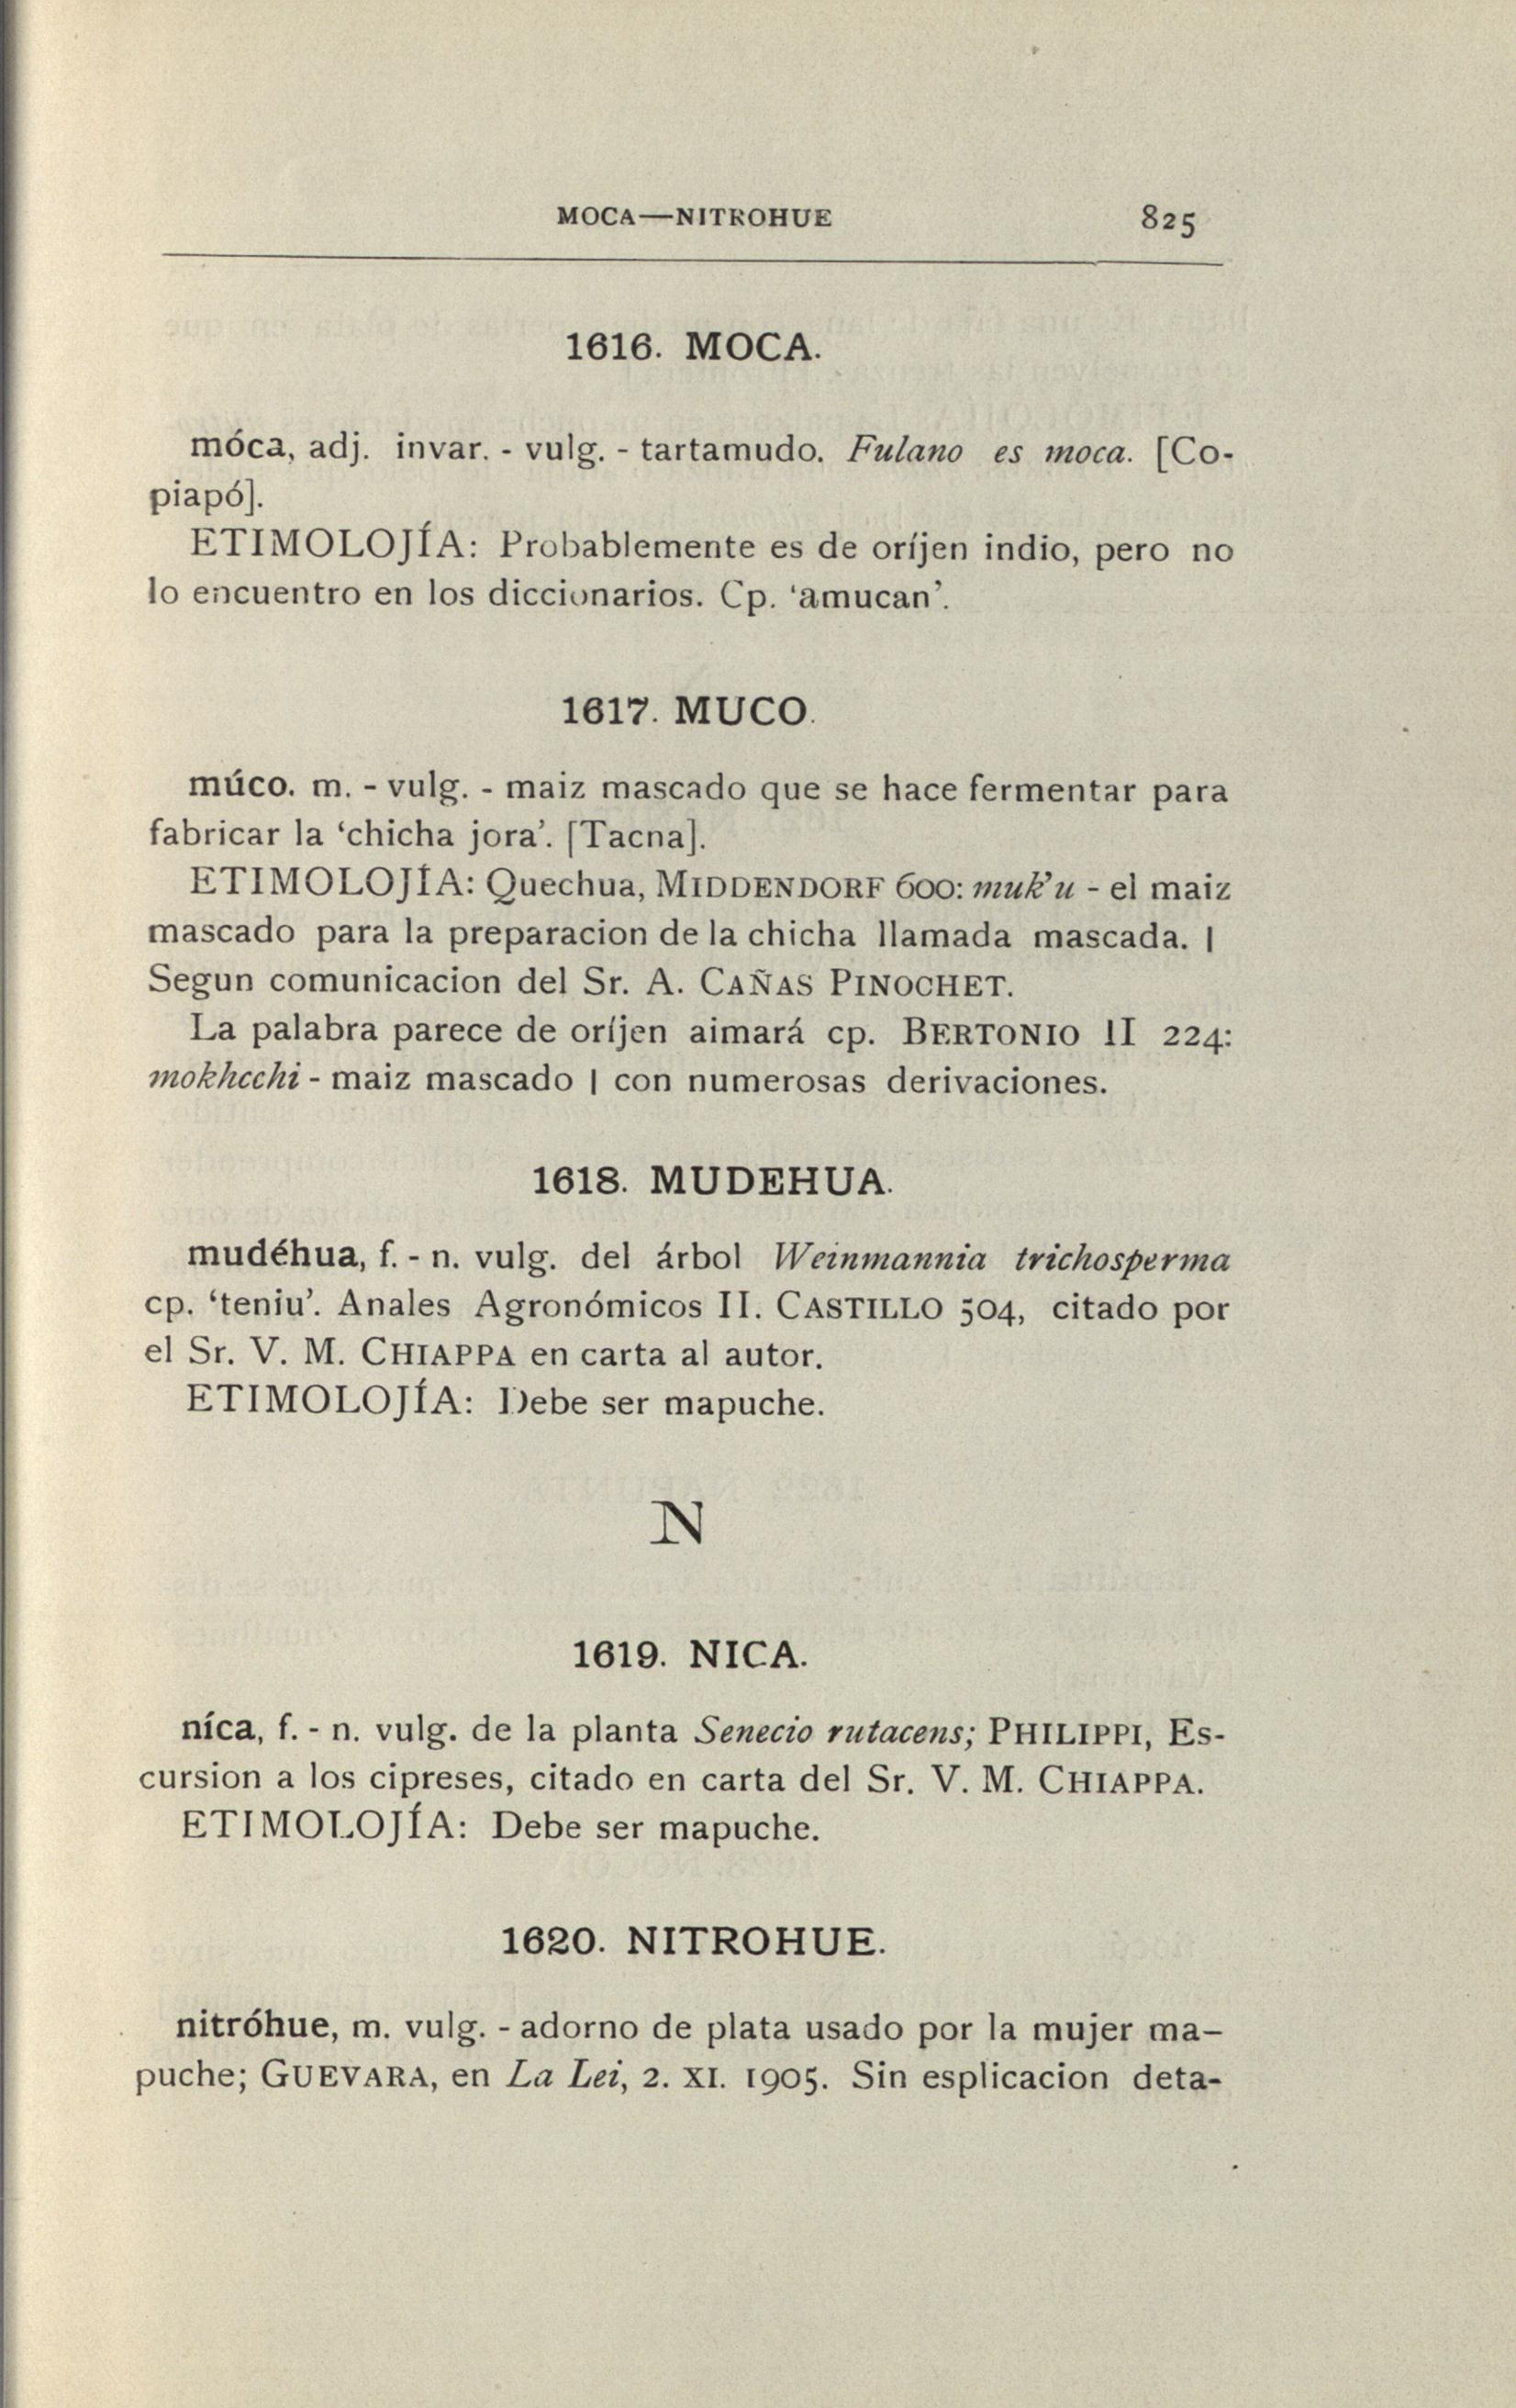 MOCA—NITROHUE 825
1616. MOCA.
móca, adj. invar. - vulg. - tartamudo. Fulano es moca. [Co-
piapó].
ETIMOLOJÍA: Probablemente es de oríjen indio, pero no
lo encuentro en los diccionarios. Cp. ‘amucan’.
1617. MUCO.
múco. m. - vulg. - maiz mascado que se hace fermentar para
fabricar la ‘chicha jora’. [Tacna].
ETIMOLOJÍA: Quechua, MIDDENDORF 600: muk’u - el maiz
mascado para la preparacion de la chicha llamada mascada. |
Segun comunicacion del Sr. A. CAÑAS PINOCHET.
La palabra parece de oríjen aimará cp. BERTONIO II 224:
mokhcchi - maiz mascado | con numerosas derivaciones.
1618. MUDEHUA.
mudéhua, f. - n. vulg. del árbol Weinmannia trichosperma
cp. ‘teniu’. Anales Agronómicos II. CASTILLO 504, citado por
el Sr. V. M. CHIAPPA en carta al autor.
ETIMOLOJÍA: Debe ser mapuche.
N
1619. NICA.
níca, f. - n. vulg. de la planta Senecio rutacens; PHILIPPI, Es-
cursion a los cipreses, citado en carta del Sr. V. M. CHIAPPA.
ETIMOLOJÍA: Debe ser mapuche.
1620. NITROHUE.
nitróhue, m. vulg. - adorno de plata usado por la mujer ma-
puche; GUEVARA, en La Lei, 2. XI. 1905. Sin esplicacion deta-